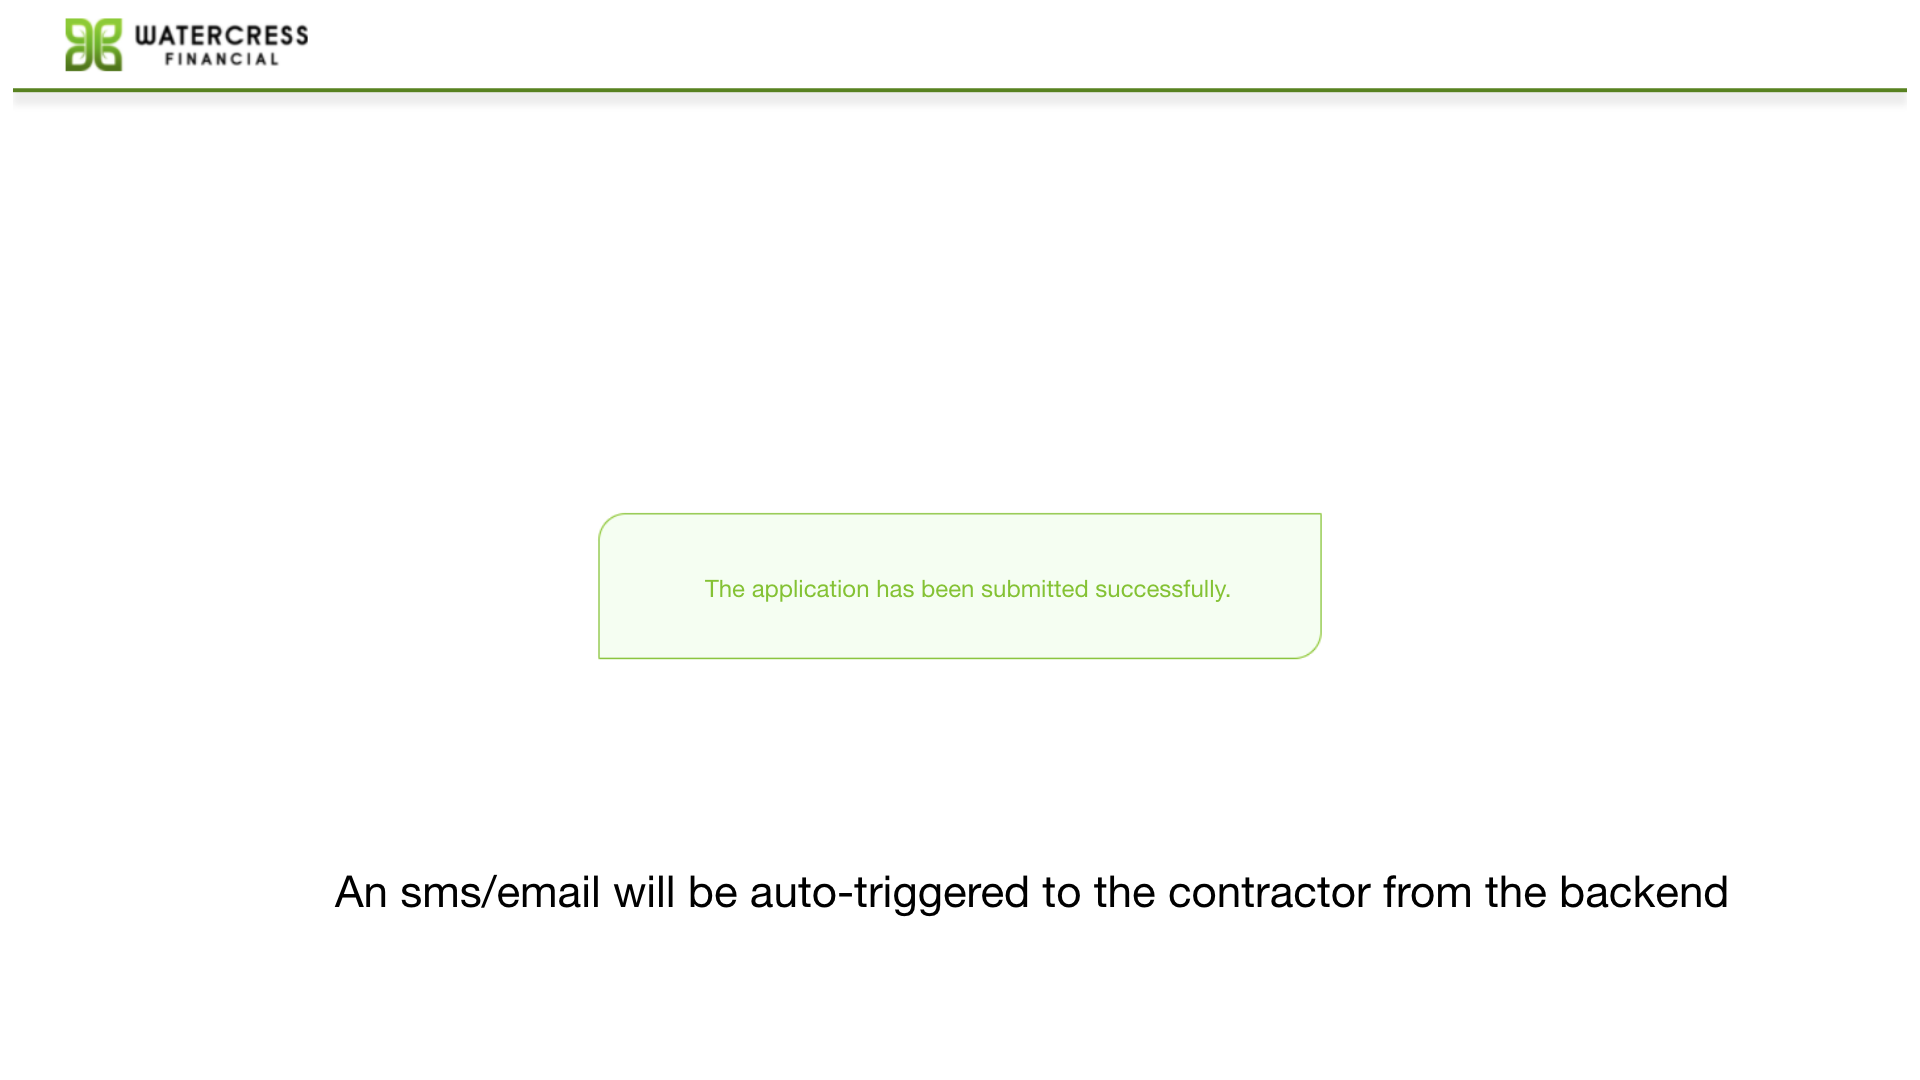 WATERCRESS
FINANCIAL
The application has been submitted successfully.
An sms/email will be auto-triggered to the contractor from the backend